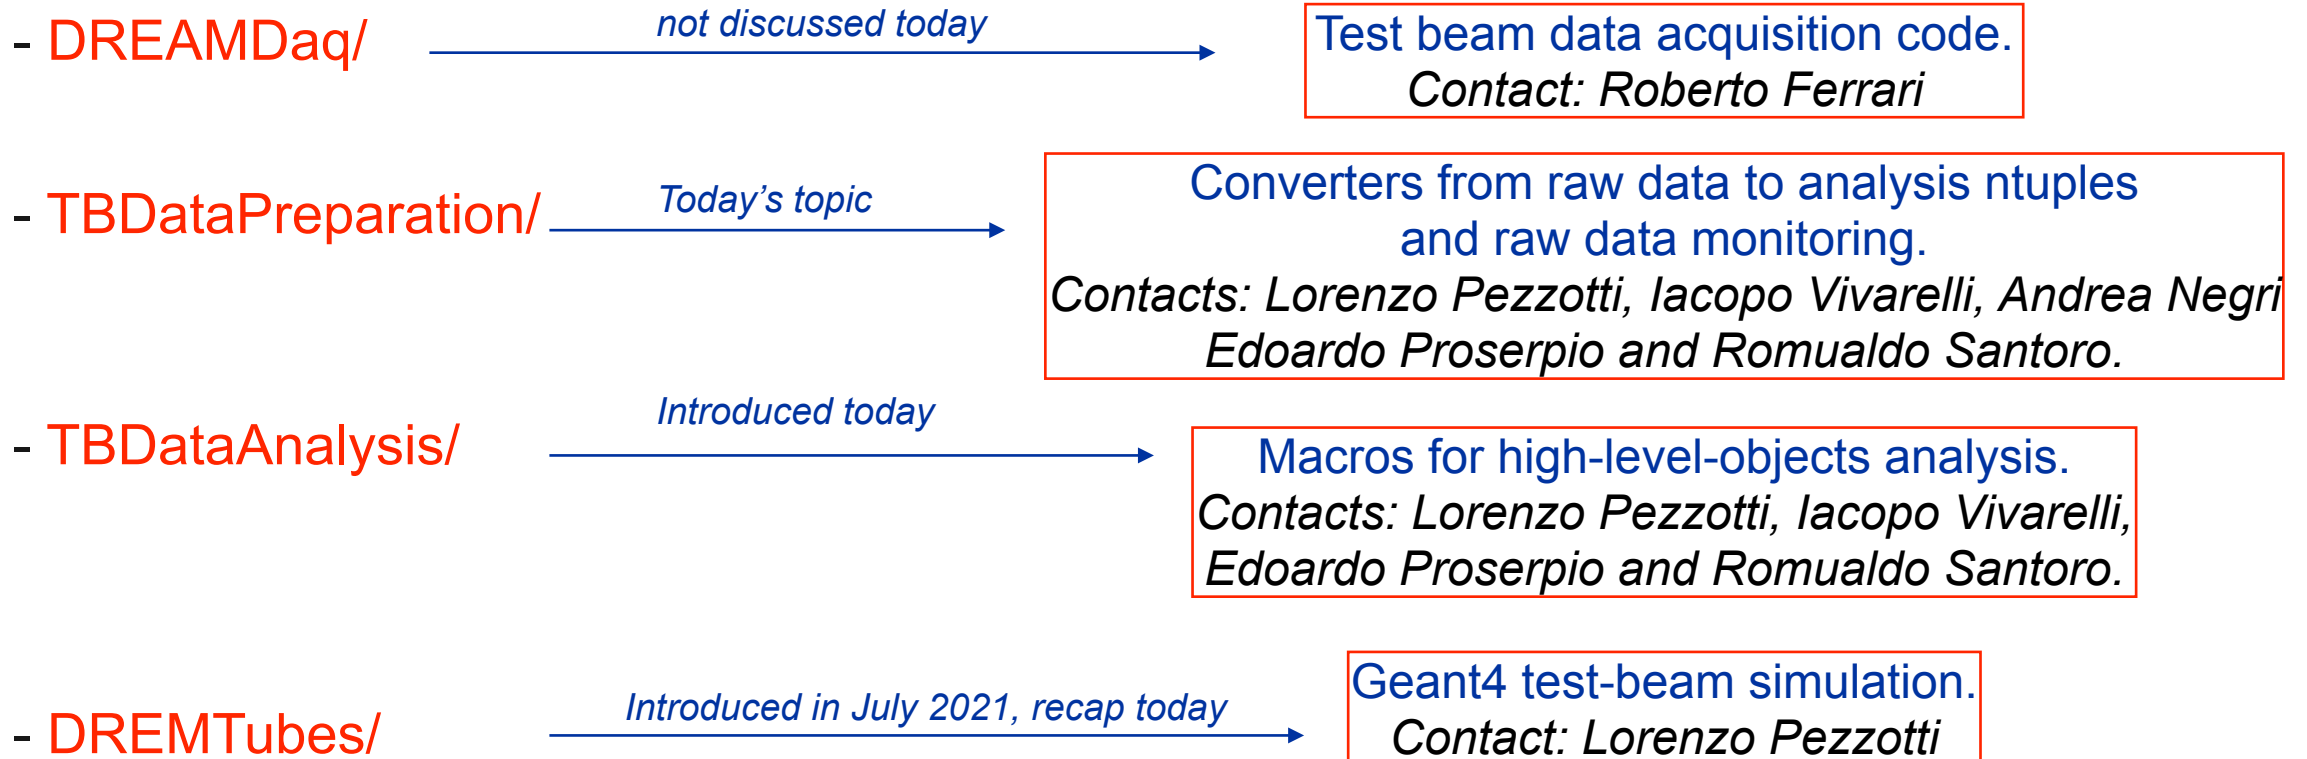 - DREAMDaq/ not discussed today Test beam data acquisition code.
Contact: Roberto Ferrari
- TBDataPreparation/ Today’s topic Converters from raw data to analysis ntuples
and raw data monitoring.
Contacts: Lorenzo Pezzotti, Iacopo Vivarelli, Andrea Negri
Edoardo Proserpio and Romualdo Santoro.
- TBDataAnalysis/ Introduced today Macros for high-level-objects analysis.
Contacts: Lorenzo Pezzotti, Iacopo Vivarelli,
Edoardo Proserpio and Romualdo Santoro.
- DREMTubes/ Introduced in July 2021, recap today Geant4 test-beam simulation.
Contact: Lorenzo Pezzotti